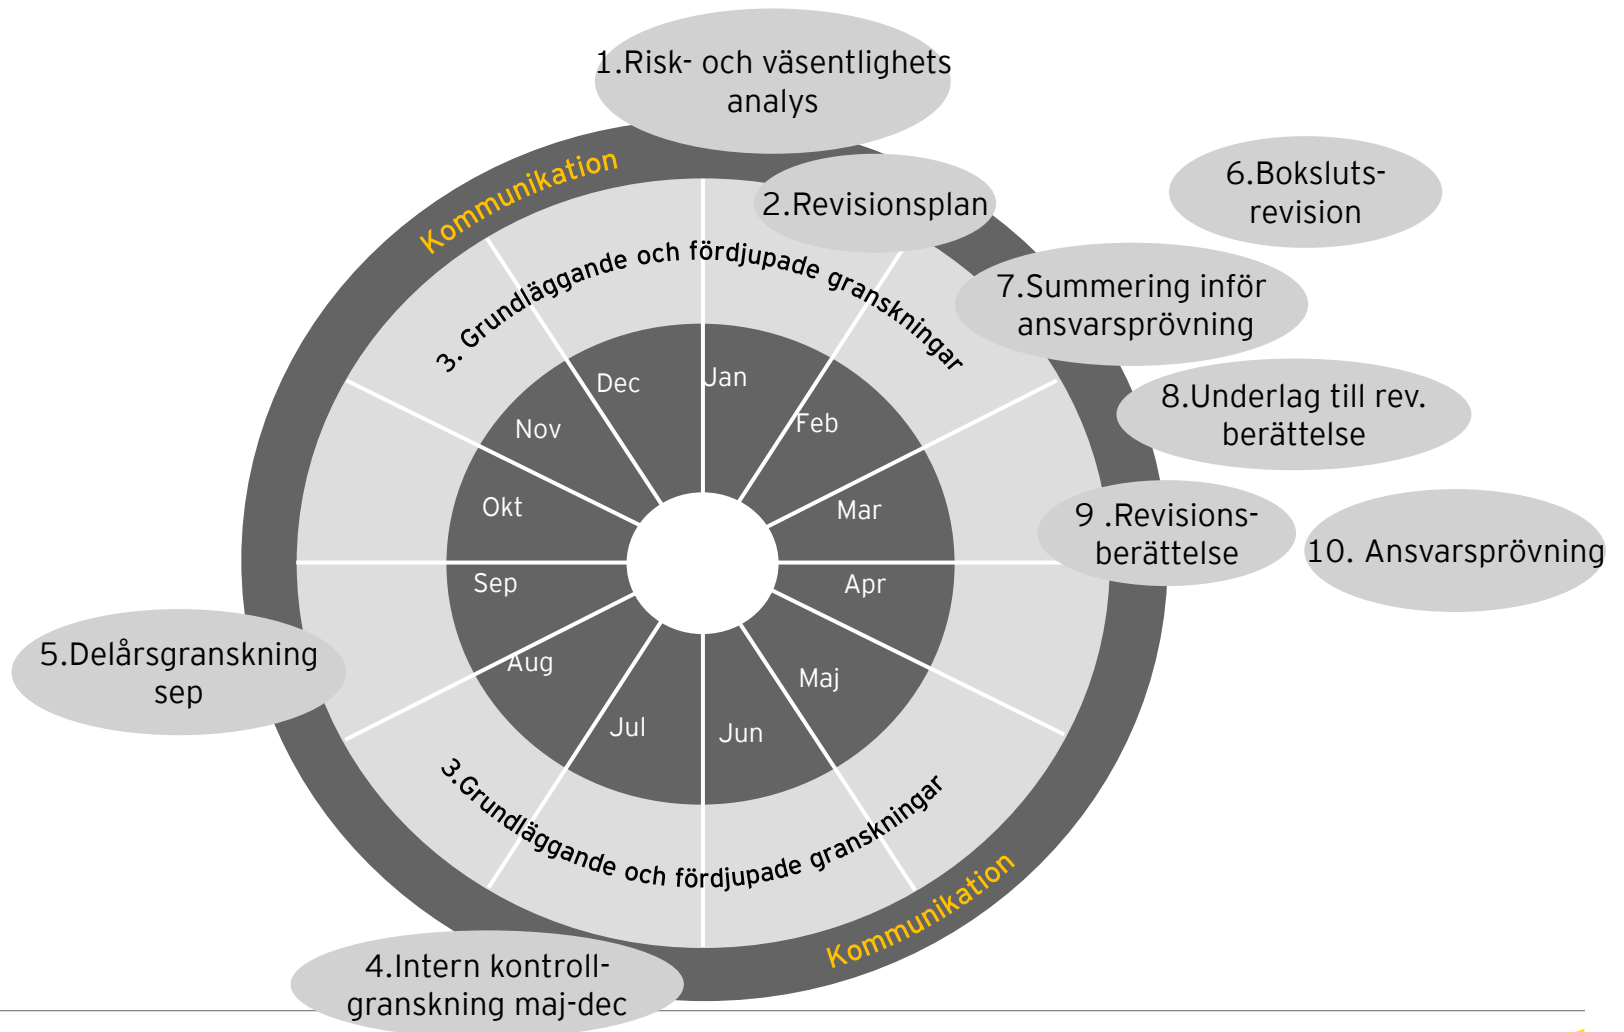 1.Risk- och väsentlighets
analys
2.Revisionsplan
6.Boksluts-
revision
7.Summering inför
ansvarsprövning
8.Underlag till rev.
berättelse
9 .Revisions-
berättelse
10. Ansvarsprövning
Kommunikation
3. Grundläggande och fördjupade granskningar
Jan
Feb
Mar
Apr
Maj
Jun
Jul
Aug
Sep
Okt
Nov
Dec
3.Grundläggande och fördjupade granskningar
Kommunikation
5.Delårsgranskning
sep
4.Intern kontroll-
granskning maj-dec